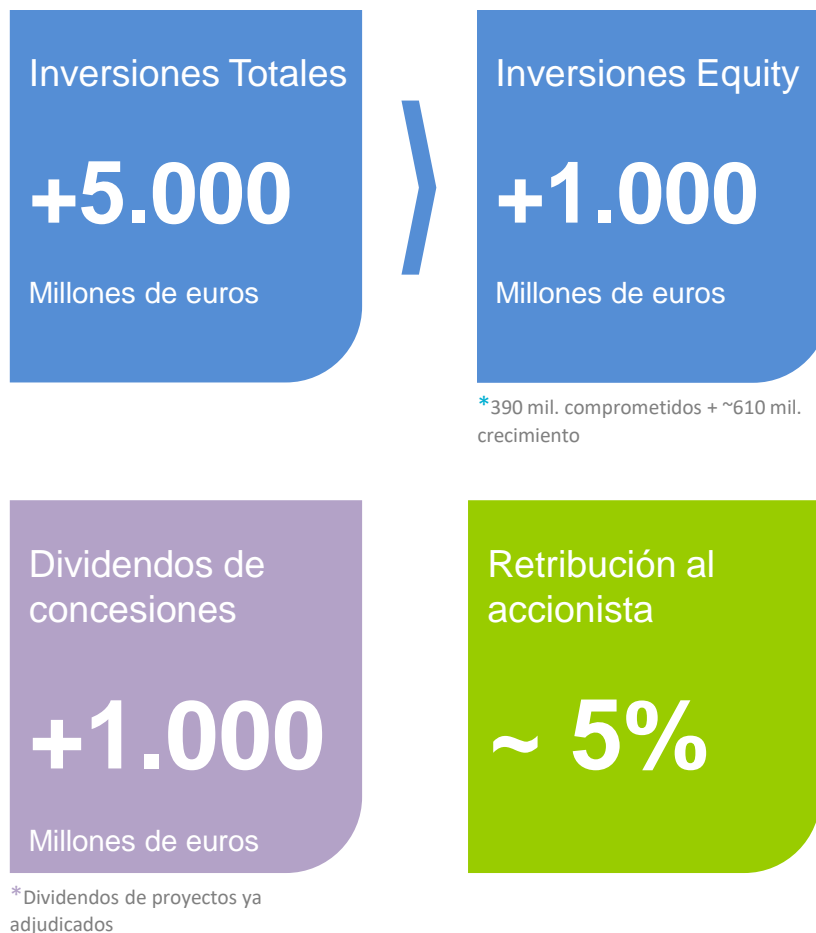 Inversiones Totales
+5.000
Millones de euros
Inversiones Equity
+1.000
Millones de euros
*390 mil. comprometidos + ~610 mil.
crecimiento
Dividendos de
concesiones
+1.000
Millones de euros
*Dividendos de proyectos ya
adjudicados
Retribución al
accionista
~ 5%